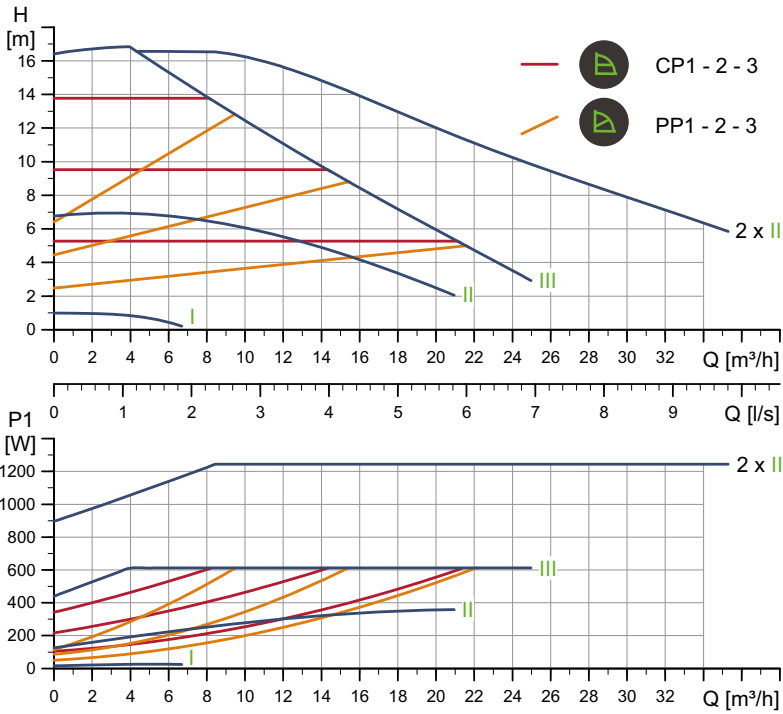 H
[m]
16
14
12
10
8
6
4
2
0
CP1 - 2 - 3
PP1 - 2 - 3
2 x II
III
II
I
0 2 4 6 8 10 12 14 16 18 20 22 24 26 28 30 32 Q [m³/h]
0 1 2 3 4 5 6 7 8 9 Q [l/s]
P1
[W]
1200
1000
800
600
400
200
0
2 x II
III
II
I
0 2 4 6 8 10 12 14 16 18 20 22 24 26 28 30 32 Q [m³/h]